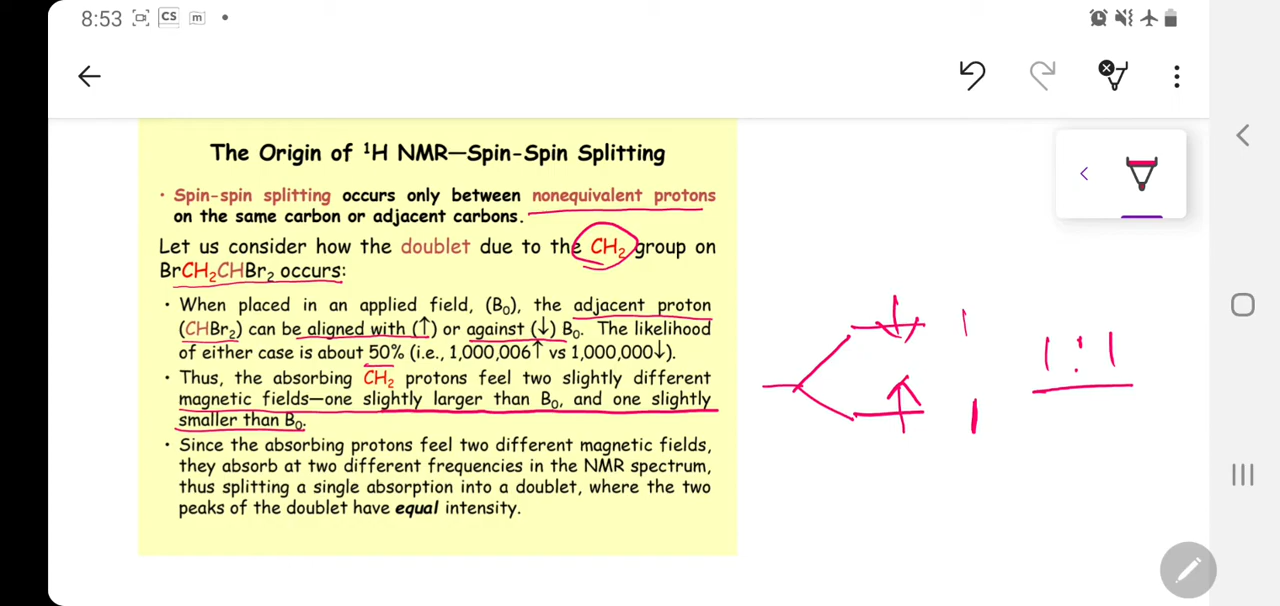 8:53 CS m
The Origin of ¹H NMR—Spin-Spin Splitting
• Spin-spin splitting occurs only between nonequivalent protons
on the same carbon or adjacent carbons.
Let us consider how the doublet due to the CH₂ group on
BrCH₂CHBr₂ occurs:
• When placed in an applied field, (B₀), the adjacent proton
(CHBr₂) can be aligned with (↑) or against (↓) B₀. The likelihood
of either case is about 50% (i.e., 1,000,006↑ vs 1,000,000↓).
• Thus, the absorbing CH₂ protons feel two slightly different
magnetic fields—one slightly larger than B₀, and one slightly
smaller than B₀.
• Since the absorbing protons feel two different magnetic fields,
they absorb at two different frequencies in the NMR spectrum,
thus splitting a single absorption into a doublet, where the two
peaks of the doublet have equal intensity.
↓ 1
1 : 1
↑ 1